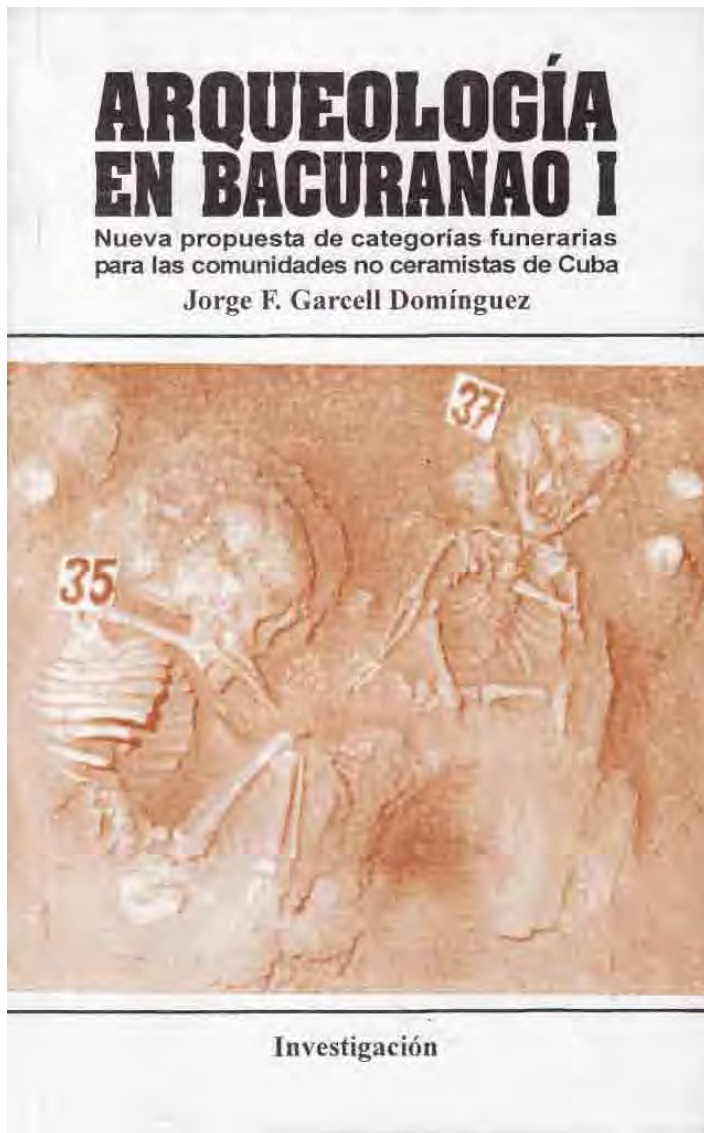 ARQUEOLOGÍA
EN BACURANAO I
Nueva propuesta de categorías funerarias
para las comunidades no ceramistas de Cuba
Jorge F. Garcell Domínguez
37
35
Investigación